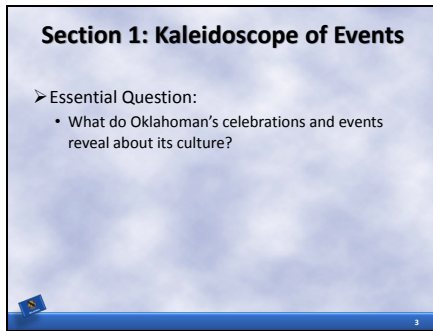 Section 1: Kaleidoscope of Events
➢Essential Question:
• What do Oklahoman's celebrations and events
reveal about its culture?
3